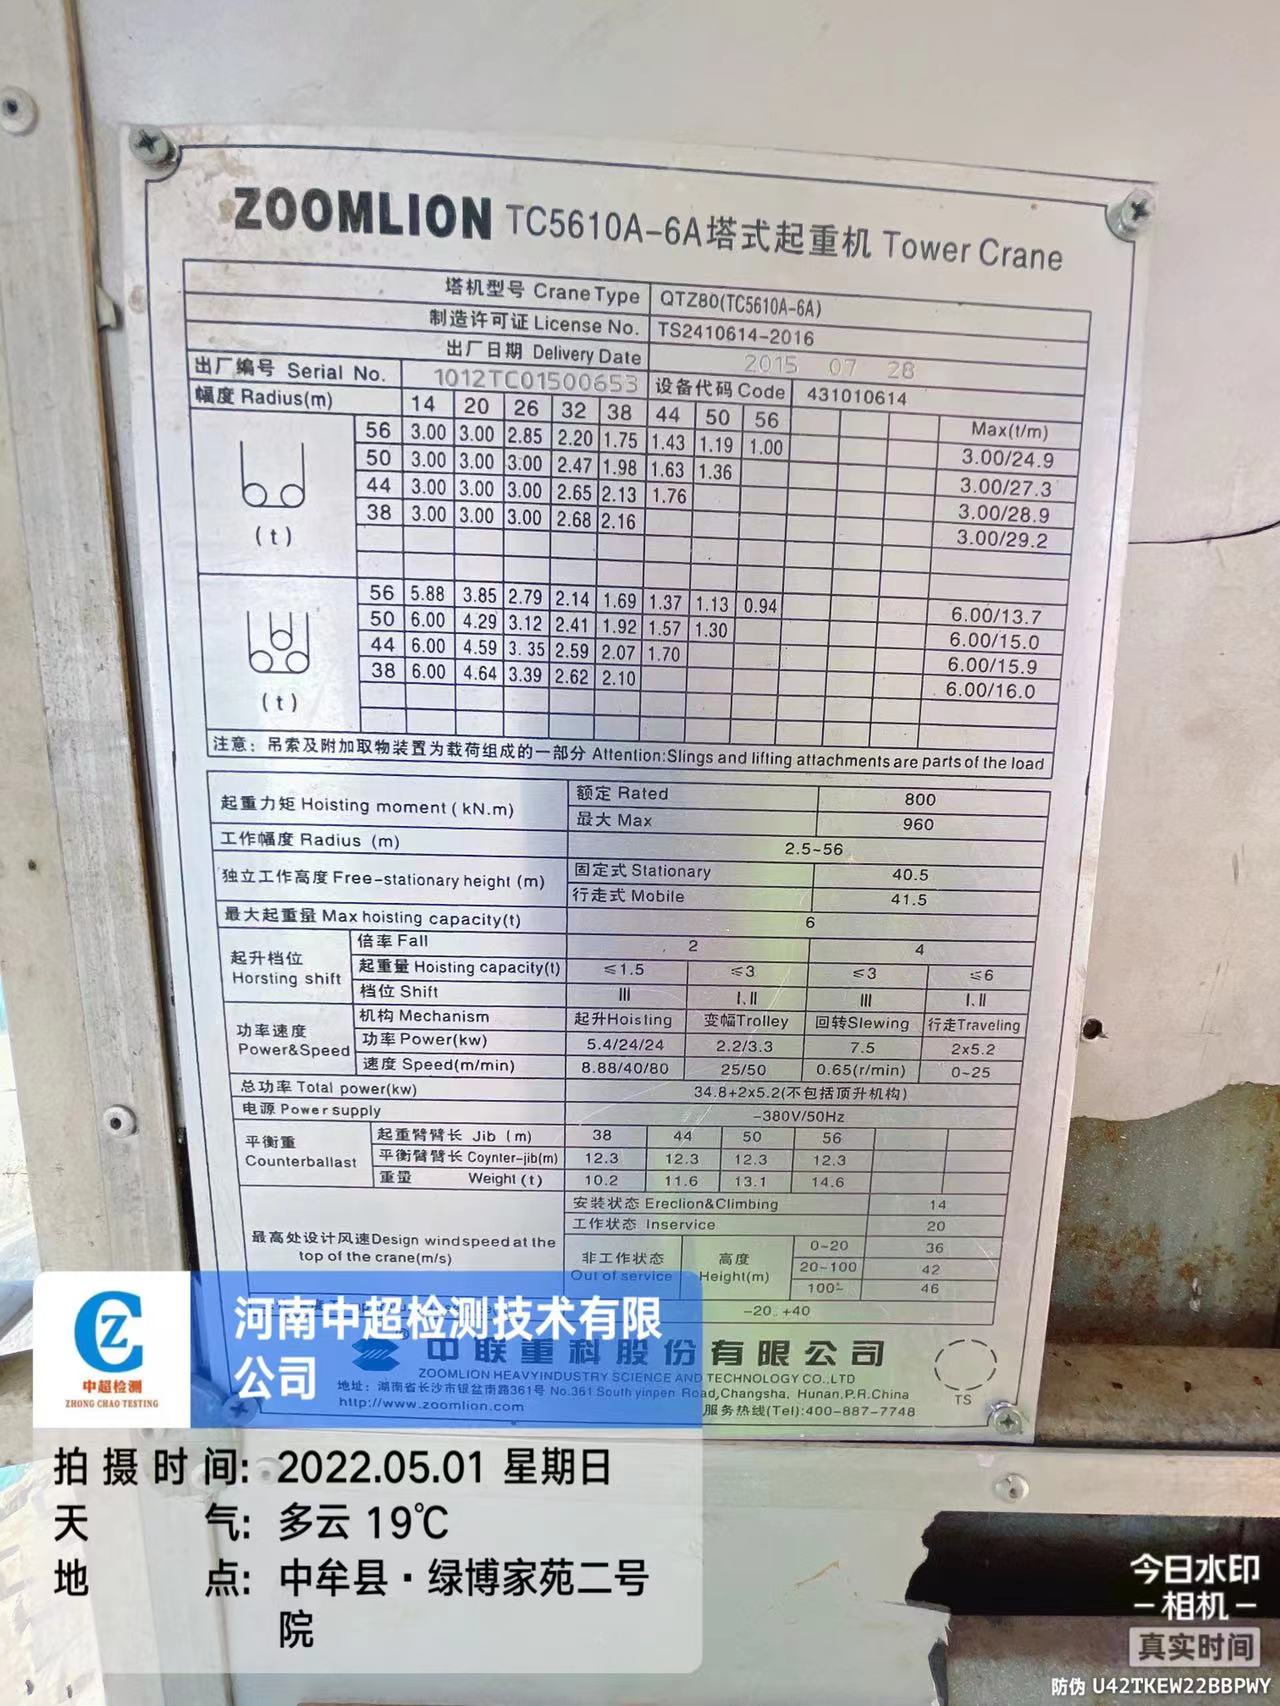 ZOOMLION TC5610A-6A塔式起重机 Tower Crane
塔机型号 Crane Type QTZ80(TC5610A-6A)
制造许可证 License No. TS2410614-2016
出厂日期 Delivery Date 2015 07 28
出厂编号 Serial No. 1012TC01500653 设备代码 Code 431010614
幅度 Radius(m) 14 20 26 32 38 44 50 56 Max(t/m)
56 3.00 3.00 2.85 2.20 1.75 1.43 1.19 1.00 3.00/24.9
50 3.00 3.00 3.00 2.47 1.98 1.63 1.36 3.00/27.3
44 3.00 3.00 3.00 2.65 2.13 1.76 3.00/28.9
38 3.00 3.00 3.00 2.68 2.16 3.00/29.2
(t)
56 5.88 3.85 2.79 2.14 1.69 1.37 1.13 0.94 6.00/13.7
50 6.00 4.29 3.12 2.41 1.92 1.57 1.30 6.00/15.0
44 6.00 4.59 3.35 2.59 2.07 1.70 6.00/15.9
38 6.00 4.64 3.39 2.62 2.10 6.00/16.0
(t)
注意：吊索及附加取物装置为载荷组成的一部分 Attention:Slings and lifting attachments are parts of the load
起重力矩 Hoisting moment(kN.m) 额定 Rated 800
最大 Max 960
工作幅度 Radius (m) 2.5~56
独立工作高度 Free-stationary height (m) 固定式 Stationary 40.5
行走式 Mobile 41.5
最大起重量 Max hoisting capacity(t) 6
起升档位 Horsting shift 倍率 Fall 2 4
起重量 Hoisting capacity(t) ≤1.5 ≤3 ≤3 ≤6
档位 Shift III I、II III I、II
功率速度 Power&Speed 机构 Mechanism 起升Hoisting 变幅Trolley 回转Slewing 行走Traveling
功率 Power(kw) 5.4/24/24 2.2/3.3 7.5 2x5.2
速度 Speed(m/min) 8.88/40/80 25/50 0.65(r/min) 0~25
总功率 Total power(kw) 34.8+2x5.2(不包括顶升机构)
电源 Power supply ~380V/50Hz
平衡重 Counterballast 起重臂臂长 Jib (m) 38 44 50 56
平衡臂臂长 Coynter-jib(m) 12.3 12.3 12.3 12.3
重量 Weight(t) 10.2 11.6 13.1 14.6
最高处设计风速Design windspeed at the top of the crane(m/s) 安装状态 Ereclion&Climbing 14
工作状态 Inservice 20
非工作状态 Out of service 高度 Height(m) 0~20 36
20~100 42
100~ 46
-20..+40
中联重科股份有限公司
ZOOMLION HEAVYINDUSTRY SCIENCE AND TECHNOLOGY CO.,LTD
地址：湖南省长沙市银盆南路361号 No.361 South yinpen Road,Changsha, Hunan,P.R.China
http://www.zoomlion.com 服务热线(Tel):400-887-7748
TS
CZ
中超检测
ZHONG CHAO TESTING
河南中超检测技术有限
公司
拍摄时间: 2022.05.01 星期日
天气: 多云 19℃
地点: 中牟县·绿博家苑二号
院
今日水印
-相机-
真实时间
防伪 U42TKEW22BBPWY